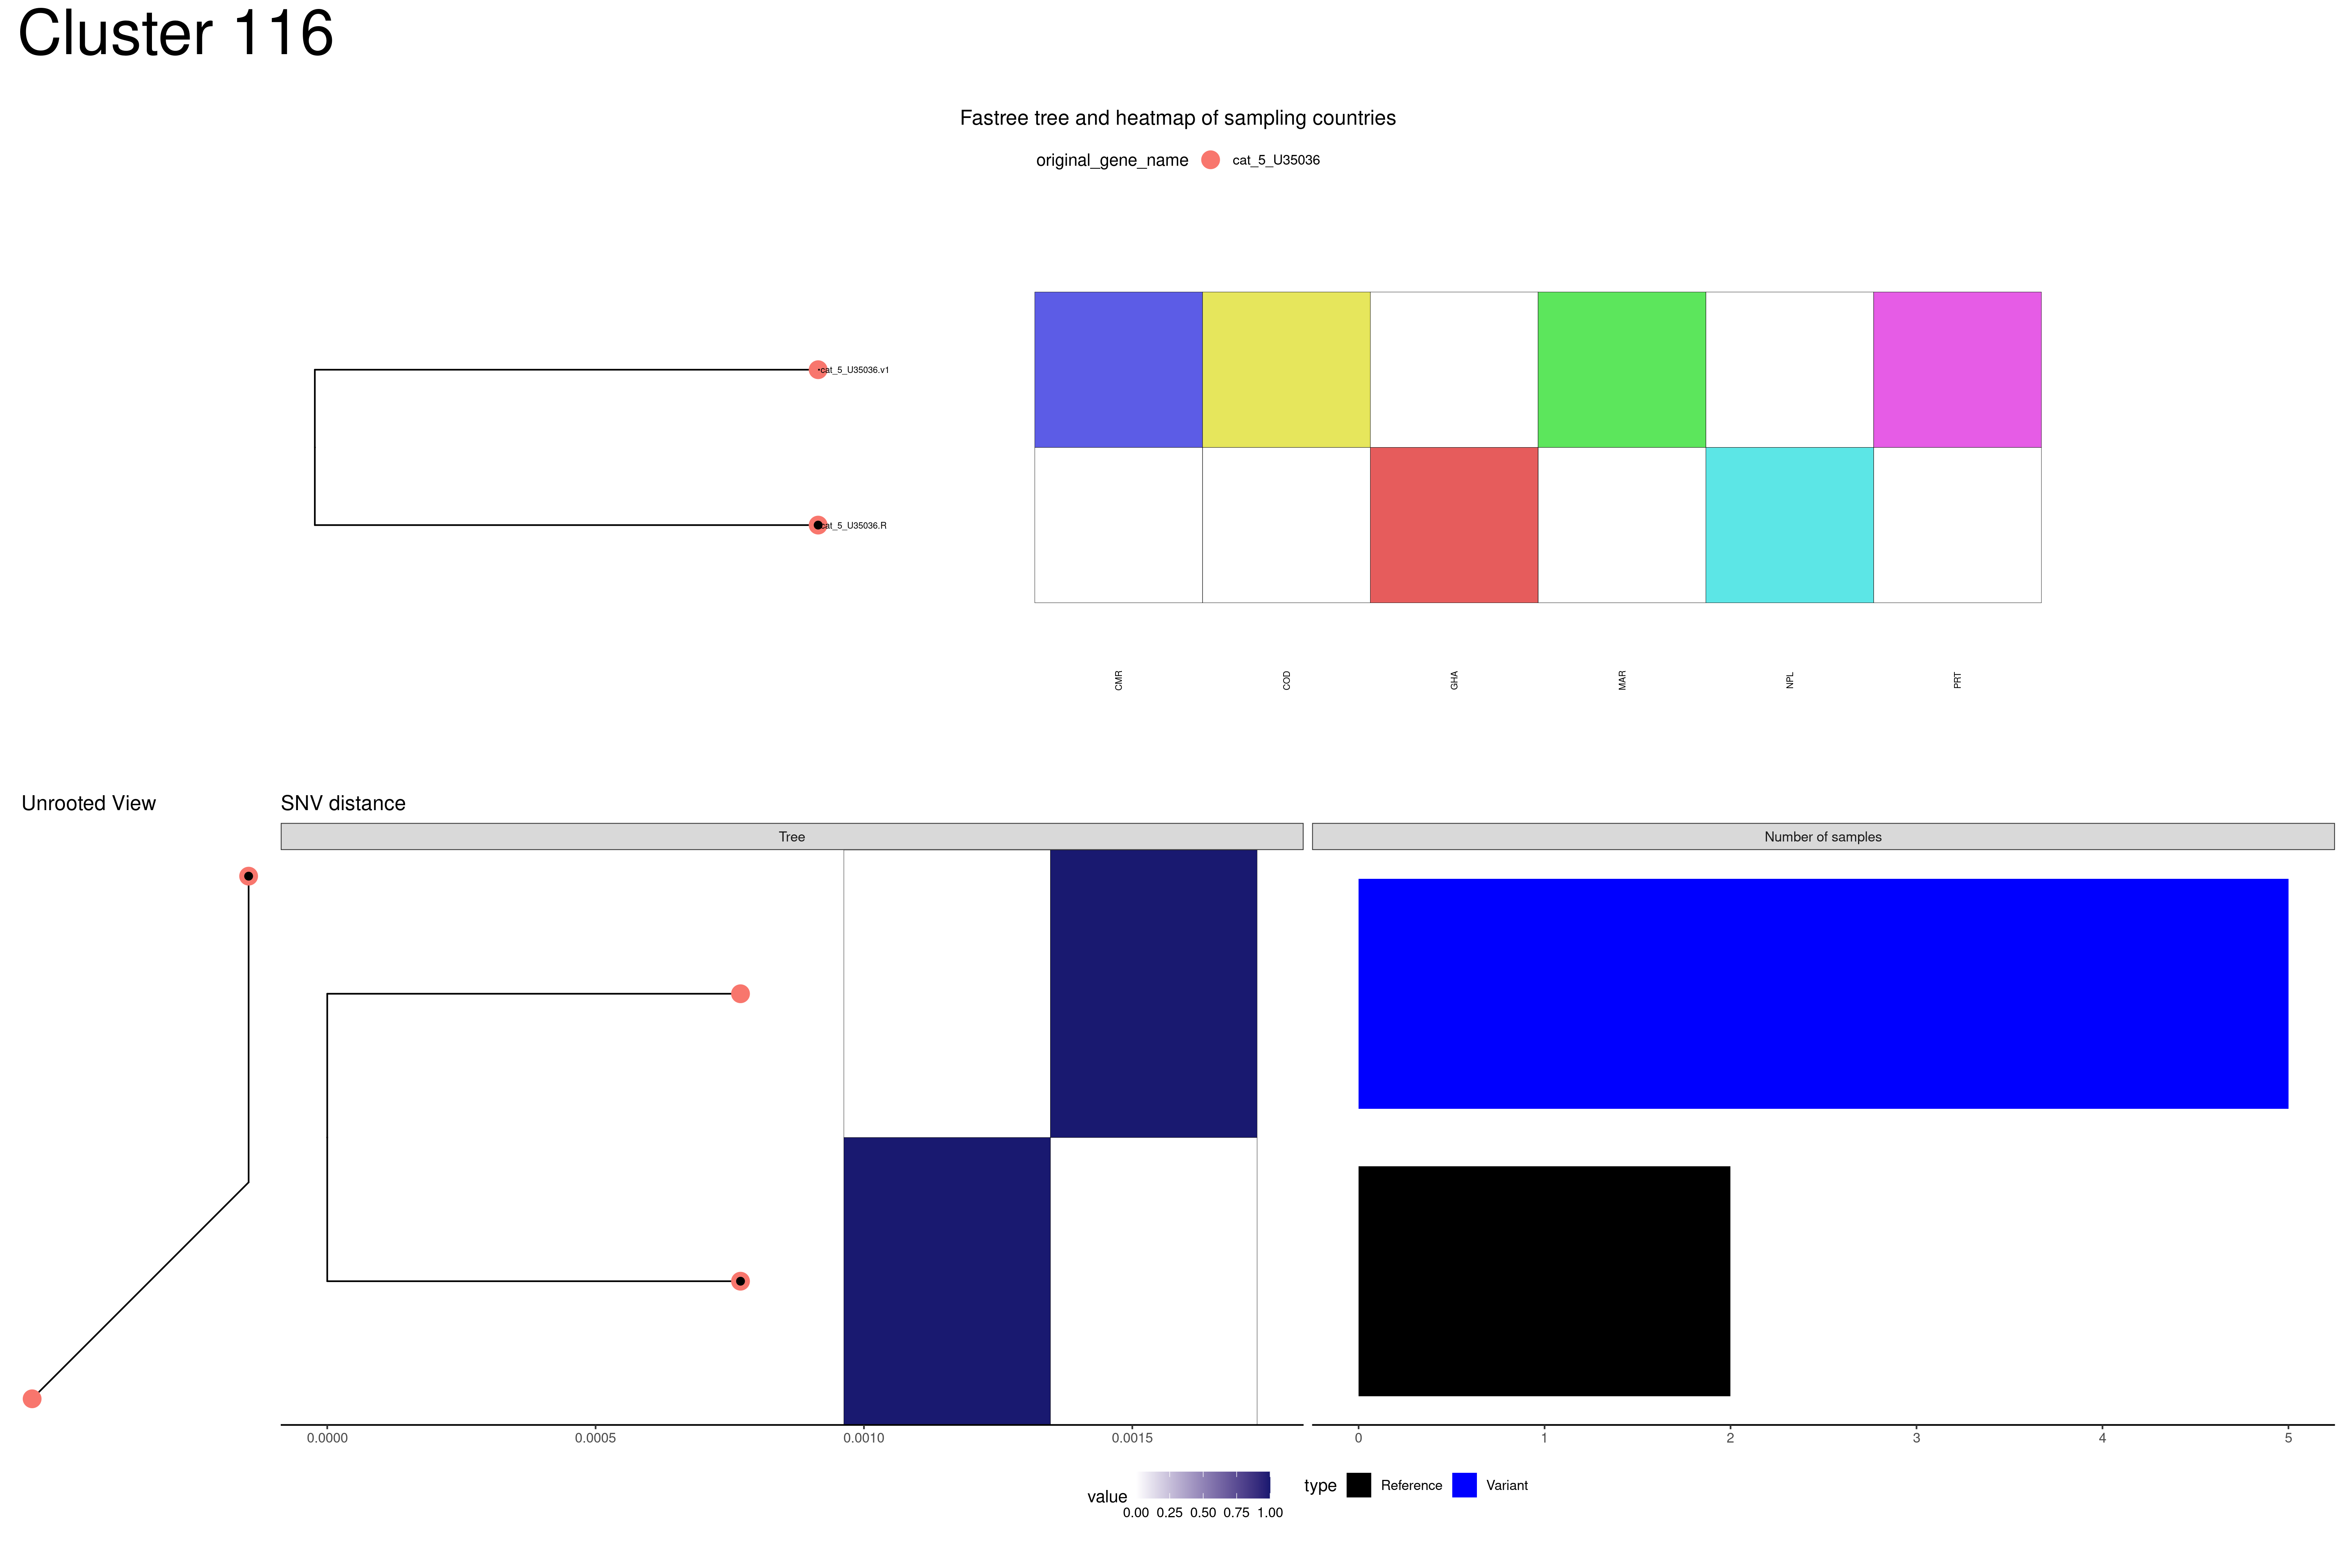 Cluster 116
Fastree tree and heatmap of sampling countries
original_gene_name cat_5_U35036
cat_5_U35036.v1
cat_5_U35036.R
CMR COD GHA MAR NPL PRT
Unrooted View SNV distance
Tree Number of samples
0.0000 0.0005 0.0010 0.0015 0 1 2 3 4 5
value 0.00 0.25 0.50 0.75 1.00 type Reference Variant